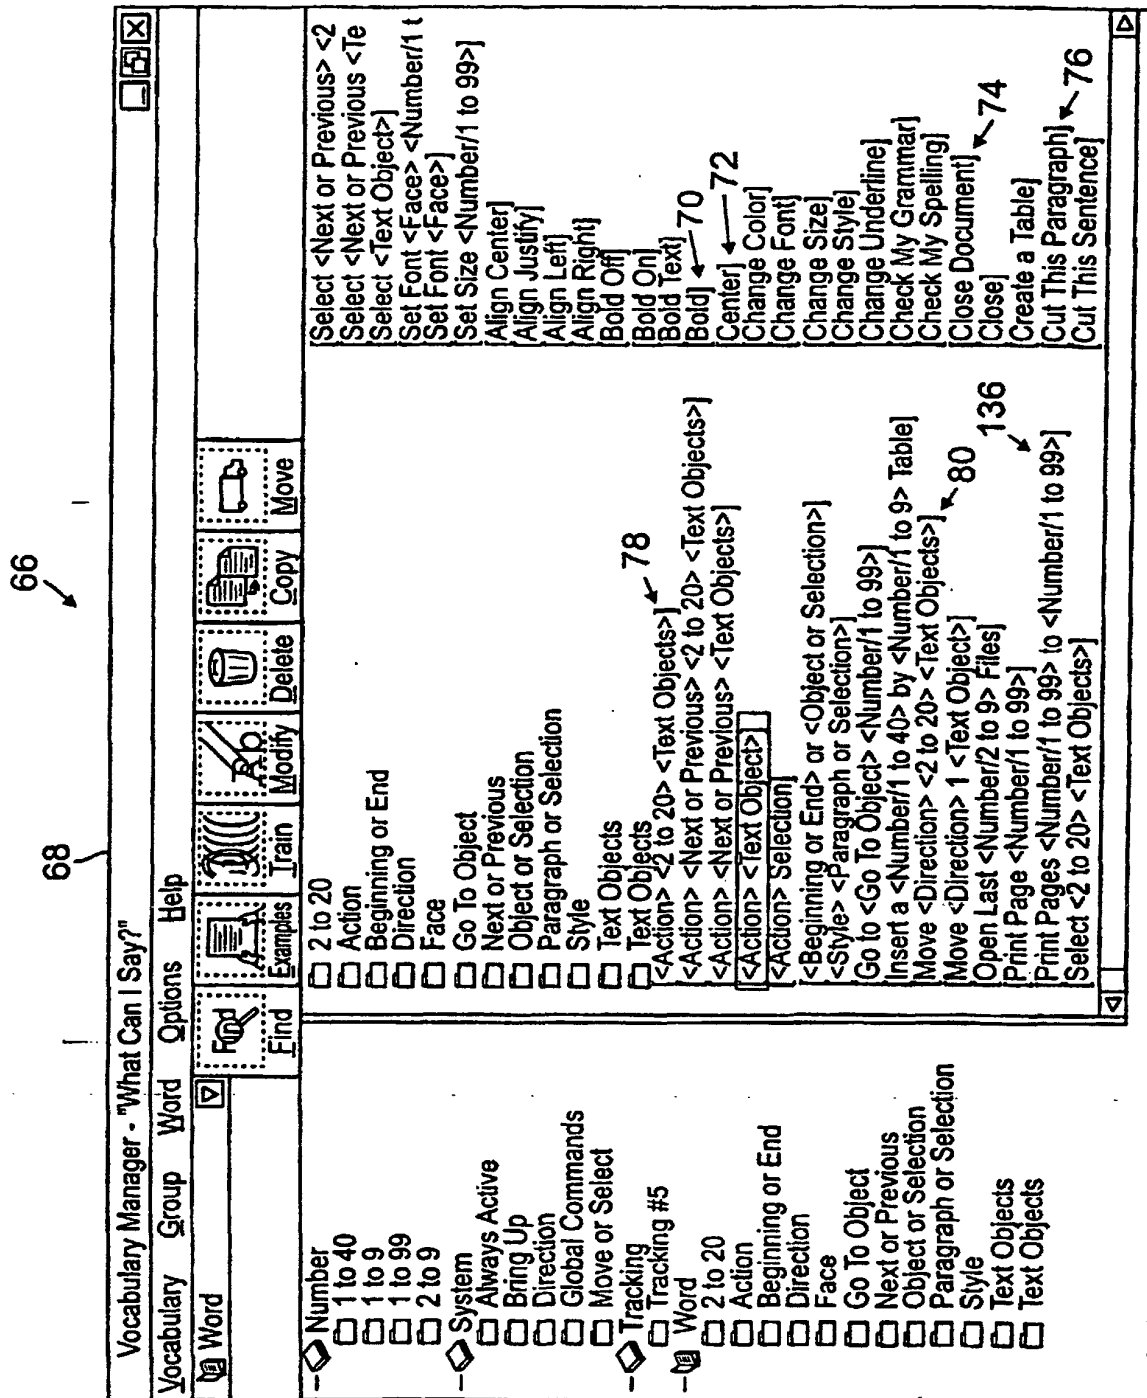 66
68
Vocabulary Manager - "What Can I Say?"
Vocabulary Group Word Options Help
Word
Find Examples Train Modify Delete Copy Move
Number
1 to 40
1 to 9
1 to 99
2 to 9
System
Always Active
Bring Up
Direction
Global Commands
Move or Select
Tracking
Tracking #5
Word
2 to 20
Action
Beginning or End
Direction
Face
Go To Object
Next or Previous
Object or Selection
Paragraph or Selection
Style
Text Objects
Text Objects
2 to 20
Action
Beginning or End
Direction
Face
Go To Object
Next or Previous
Object or Selection
Paragraph or Selection
Style
Text Objects
Text Objects
[<Action> <2 to 20> <Text Objects>] 78
[<Action> <Next or Previous> <2 to 20> <Text Objects>]
[<Action> <Next or Previous> <Text Objects>]
[<Action> <Text Object>]
[<Action> Selection]
[<Beginning or End> or <Object or Selection>]
[<Style> <Paragraph or Selection>]
[Go to <Go To Object> <Number/1 to 99>]
[Insert a <Number/1 to 40> by <Number/1 to 9> Table]
[Move <Direction> <2 to 20> <Text Objects>] 80
[Move <Direction> 1 <Text Object>]
[Open Last <Number/2 to 9> Files]
[Print Page <Number/1 to 99>]
[Print Pages <Number/1 to 99> to <Number/1 to 99>] 136
[Select <2 to 20> <Text Objects>]
[Select <Next or Previous> <2
[Select <Next or Previous <Te
[Select <Text Object>]
[Set Font <Face> <Number/1 t
[Set Font <Face>]
[Set Size <Number/1 to 99>]
[Align Center]
[Align Justify]
[Align Left]
[Align Right]
[Bold Off]
[Bold On]
[Bold Text]
[Bold] 70
[Center] 72
[Change Color]
[Change Font]
[Change Size]
[Change Style]
[Change Underline]
[Check My Grammar]
[Check My Spelling]
[Close Document] 74
[Close]
[Create a Table]
[Cut This Paragraph] 76
[Cut This Sentence]